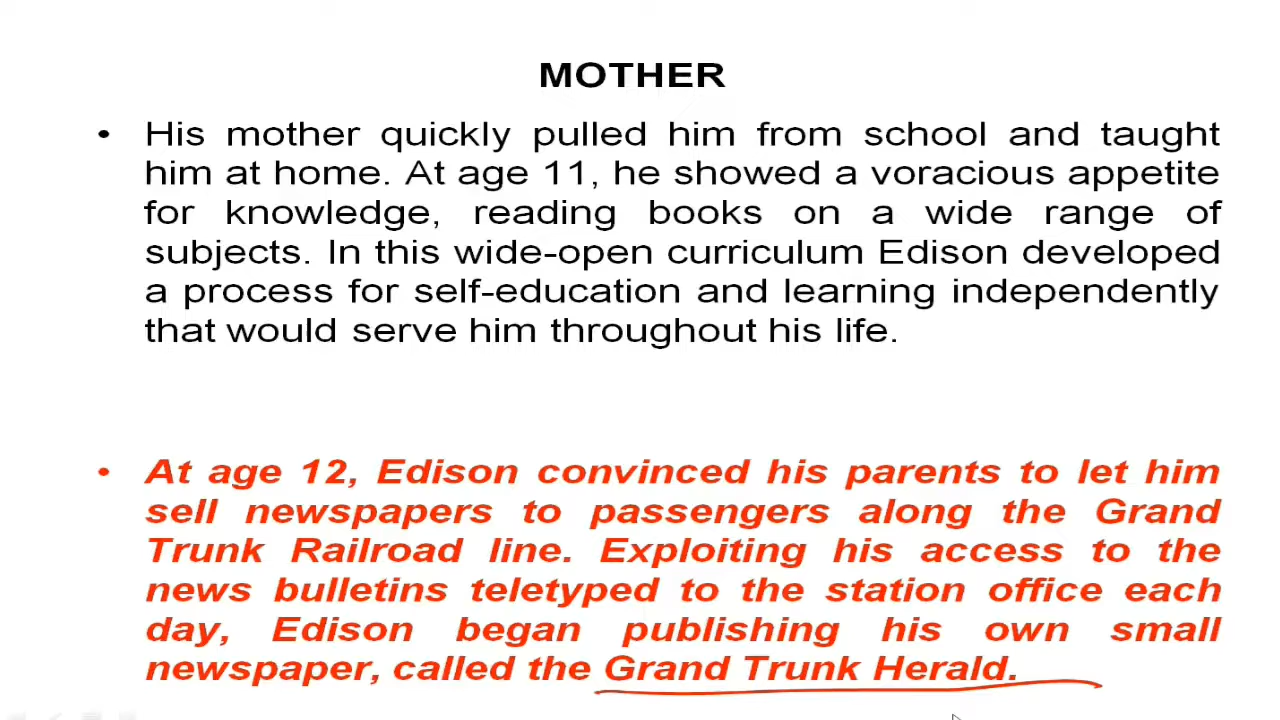 MOTHER
• His mother quickly pulled him from school and taught
him at home. At age 11, he showed a voracious appetite
for knowledge, reading books on a wide range of
subjects. In this wide-open curriculum Edison developed
a process for self-education and learning independently
that would serve him throughout his life.
• At age 12, Edison convinced his parents to let him
sell newspapers to passengers along the Grand
Trunk Railroad line. Exploiting his access to the
news bulletins teletyped to the station office each
day, Edison began publishing his own small
newspaper, called the Grand Trunk Herald.